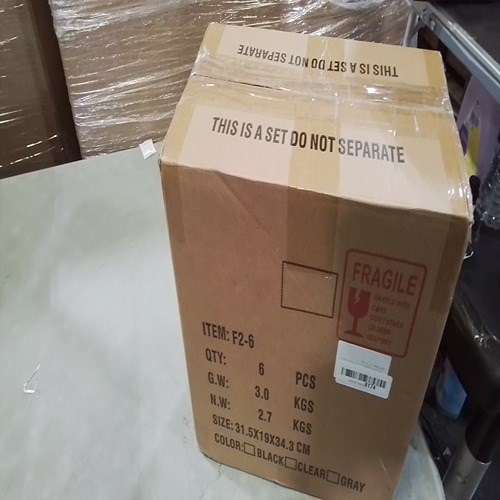 THIS IS A SET DO NOT SEPARATE
THIS IS A SET DO NOT SEPARATE
FRAGILE
ITEM: F2-6
QTY: 6 PCS
G.W: 3.0 KGS
N.W: 2.7 KGS
SIZE: 31.5X19X34.3 CM
COLOR: BLACK CLEAR GRAY